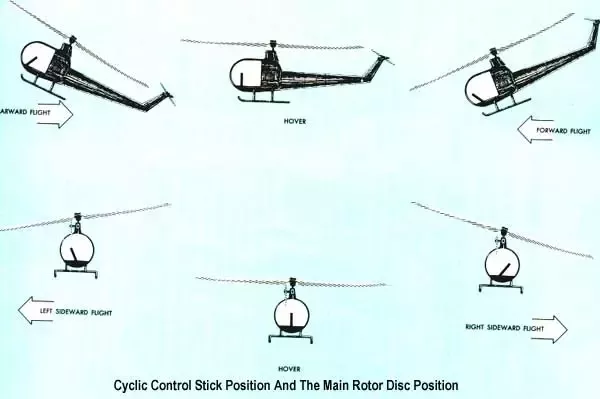 ARWARD FLIGHT
HOVER
FORWARD FLIGHT
LEFT SIDEWARD FLIGHT
RIGHT SIDEWARD FLIGHT
HOVER
Cyclic Control Stick Position And The Main Rotor Disc Position